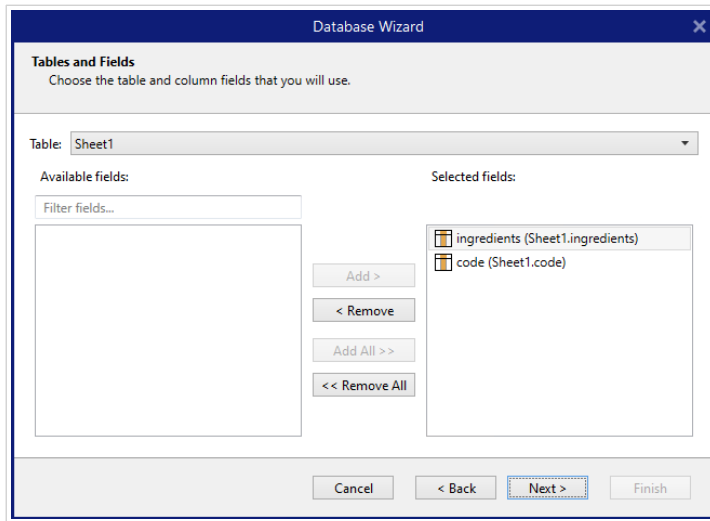 Database Wizard
Tables and Fields
Choose the table and column fields that you will use.
Table: Sheet1
Available fields:
Selected fields:
Filter fields...
ingredients (Sheet1.ingredients)
code (Sheet1.code)
Add >
< Remove
Add All >>
<< Remove All
Cancel
< Back
Next >
Finish